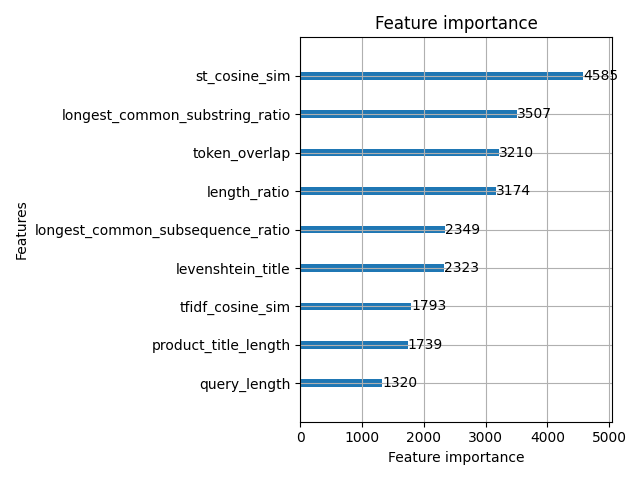 Feature importance
st_cosine_sim 4585
longest_common_substring_ratio 3507
token_overlap 3210
length_ratio 3174
longest_common_subsequence_ratio 2349
levenshtein_title 2323
tfidf_cosine_sim 1793
product_title_length 1739
query_length 1320
Features
0 1000 2000 3000 4000 5000
Feature importance